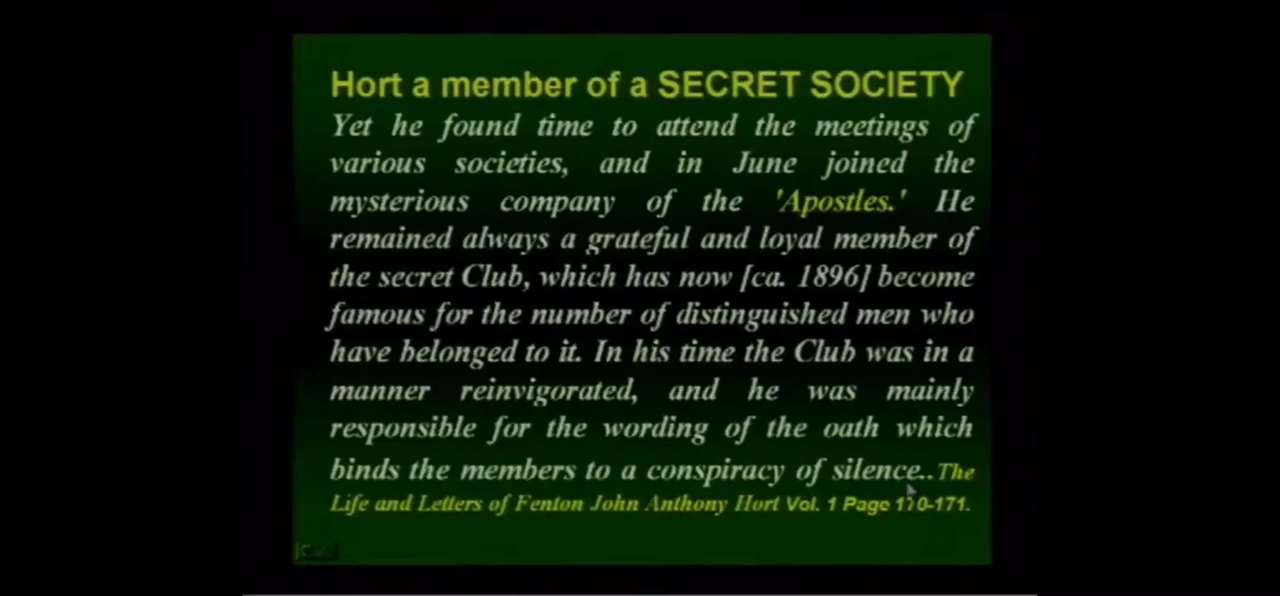 Hort a member of a SECRET SOCIETY
Yet he found time to attend the meetings of
various societies, and in June joined the
mysterious company of the 'Apostles.' He
remained always a grateful and loyal member of
the secret Club, which has now [ca. 1896] become
famous for the number of distinguished men who
have belonged to it. In his time the Club was in a
manner reinvigorated, and he was mainly
responsible for the wording of the oath which
binds the members to a conspiracy of silence.. The
Life and Letters of Fenton John Anthony Hort Vol. 1 Page 170-171.